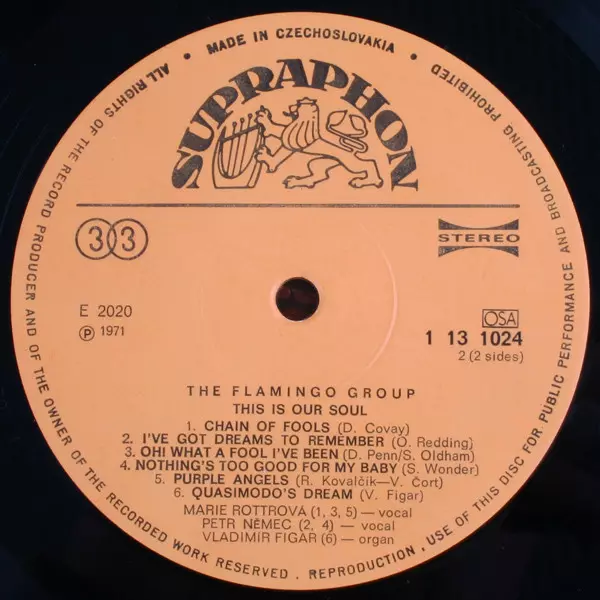 • MADE IN CZECHOSLOVAKIA •
ALL RIGHTS OF THE RECORD PRODUCER AND OF THE OWNER OF THE RECORDED WORK RESERVED . REPRODUCTION , USE OF THIS DISC FOR PUBLIC PERFORMANCE AND BROADCASTING PROHIBITED
SUPRAPHON
33
STEREO
E 2020
℗ 1971
OSA
1 13 1024
2 (2 sides)
THE FLAMINGO GROUP
THIS IS OUR SOUL
1. CHAIN OF FOOLS (D. Covay)
2. I'VE GOT DREAMS TO REMEMBER (O. Redding)
3. OH! WHAT A FOOL I'VE BEEN (D. Penn/S. Oldham)
4. NOTHING'S TOO GOOD FOR MY BABY (S. Wonder)
5. PURPLE ANGELS (R. Kovalčík—V. Čort)
6. QUASIMODO'S DREAM (V. Figar)
MARIE ROTTROVÁ (1, 3, 5) — vocal
PETR NĚMEC (2, 4) — vocal
VLADIMÍR FIGAR (6) — organ